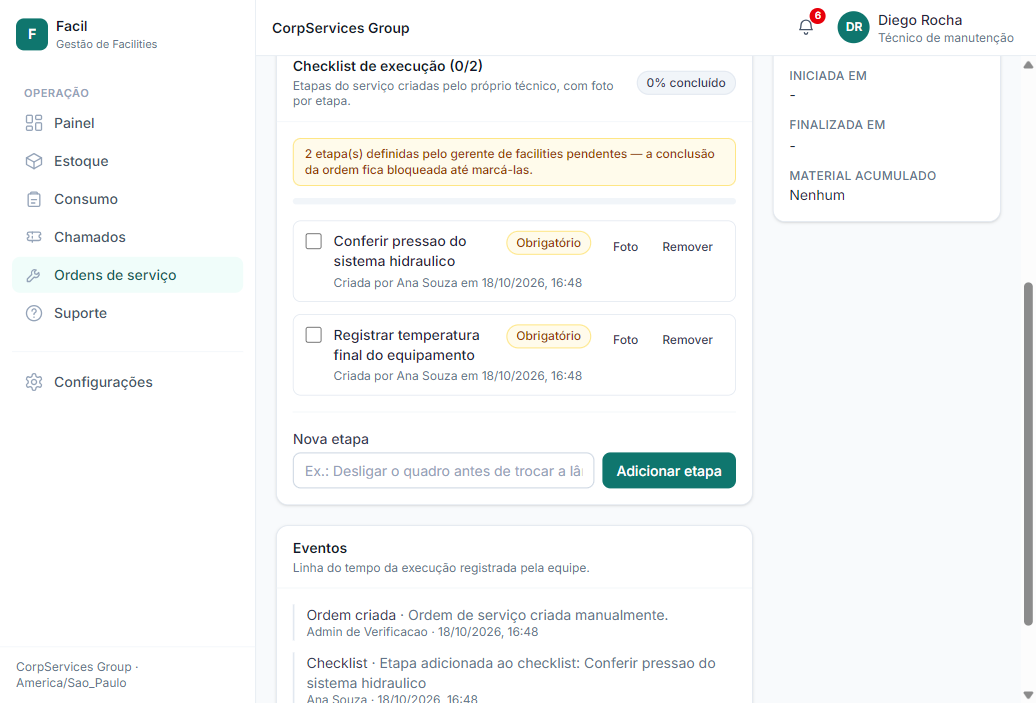 F
Facil
Gestão de Facilities
OPERAÇÃO
Painel
Estoque
Consumo
Chamados
Ordens de serviço
Suporte
Configurações
CorpServices Group ·
America/Sao_Paulo
CorpServices Group
6
DR
Diego Rocha
Técnico de manutenção
Checklist de execução (0/2)
Etapas do serviço criadas pelo próprio técnico, com foto
por etapa.
0% concluído
2 etapa(s) definidas pelo gerente de facilities pendentes — a conclusão
da ordem fica bloqueada até marcá-las.
Conferir pressao do
sistema hidraulico
Obrigatório
Foto
Remover
Criada por Ana Souza em 18/10/2026, 16:48
Registrar temperatura
final do equipamento
Obrigatório
Foto
Remover
Criada por Ana Souza em 18/10/2026, 16:48
Nova etapa
Ex.: Desligar o quadro antes de trocar a lâ
Adicionar etapa
Eventos
Linha do tempo da execução registrada pela equipe.
Ordem criada · Ordem de serviço criada manualmente.
Admin de Verificacao · 18/10/2026, 16:48
Checklist · Etapa adicionada ao checklist: Conferir pressao do
sistema hidraulico
Ana Souza · 18/10/2026, 16:48
INICIADA EM
-
FINALIZADA EM
-
MATERIAL ACUMULADO
Nenhum